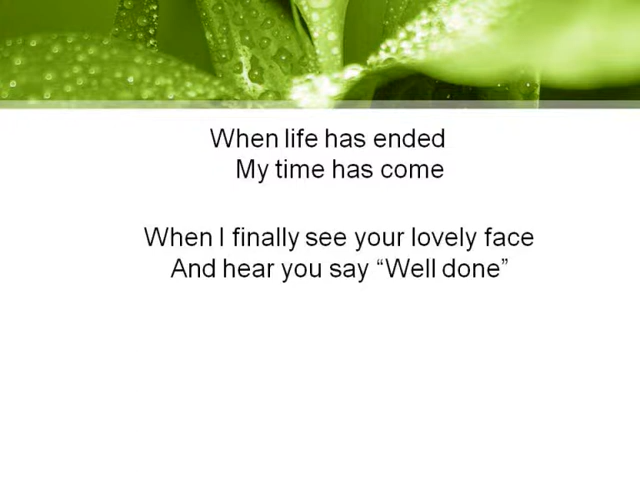 When life has ended
My time has come
When I finally see your lovely face
And hear you say “Well done”